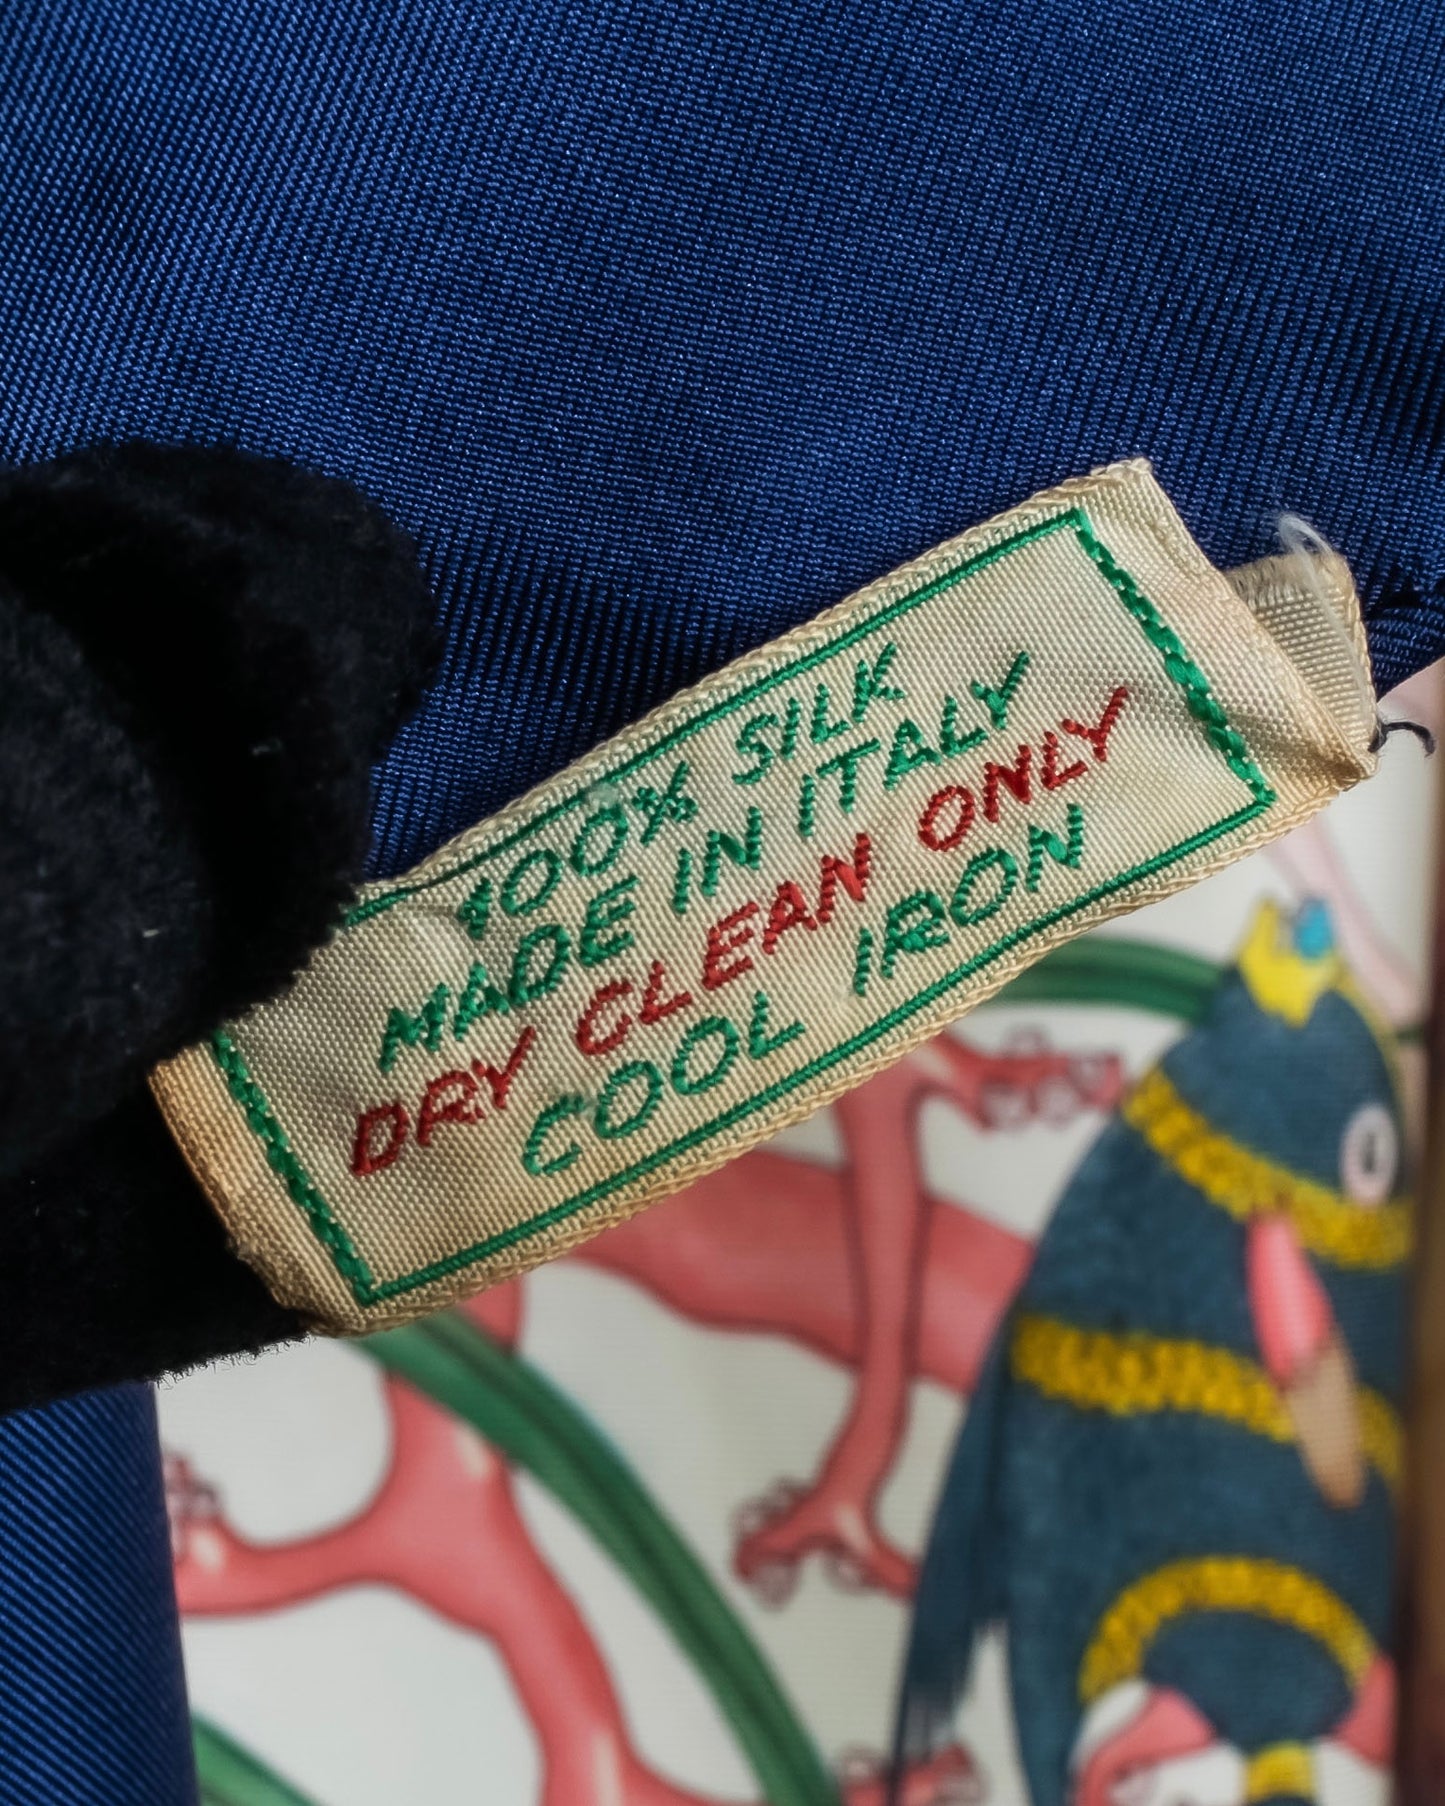 100% SILK
MADE IN ITALY
DRY CLEAN ONLY
COOL IRON